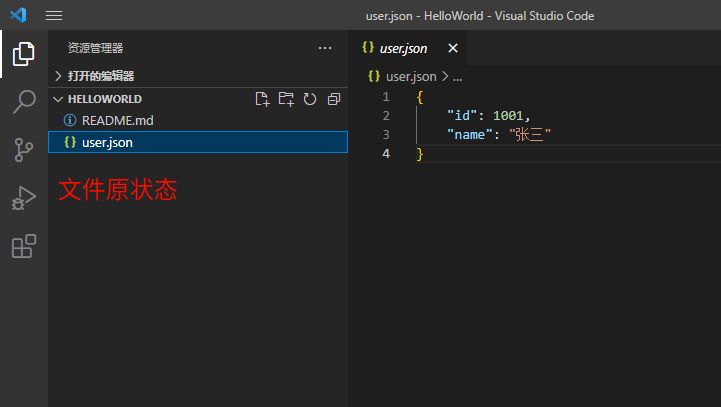 user.json - HelloWorld - Visual Studio Code
资源管理器
打开的编辑器
HELLOWORLD
README.md
user.json
文件原状态
user.json
user.json > ...
1 {
2 "id": 1001,
3 "name": "张三"
4 }